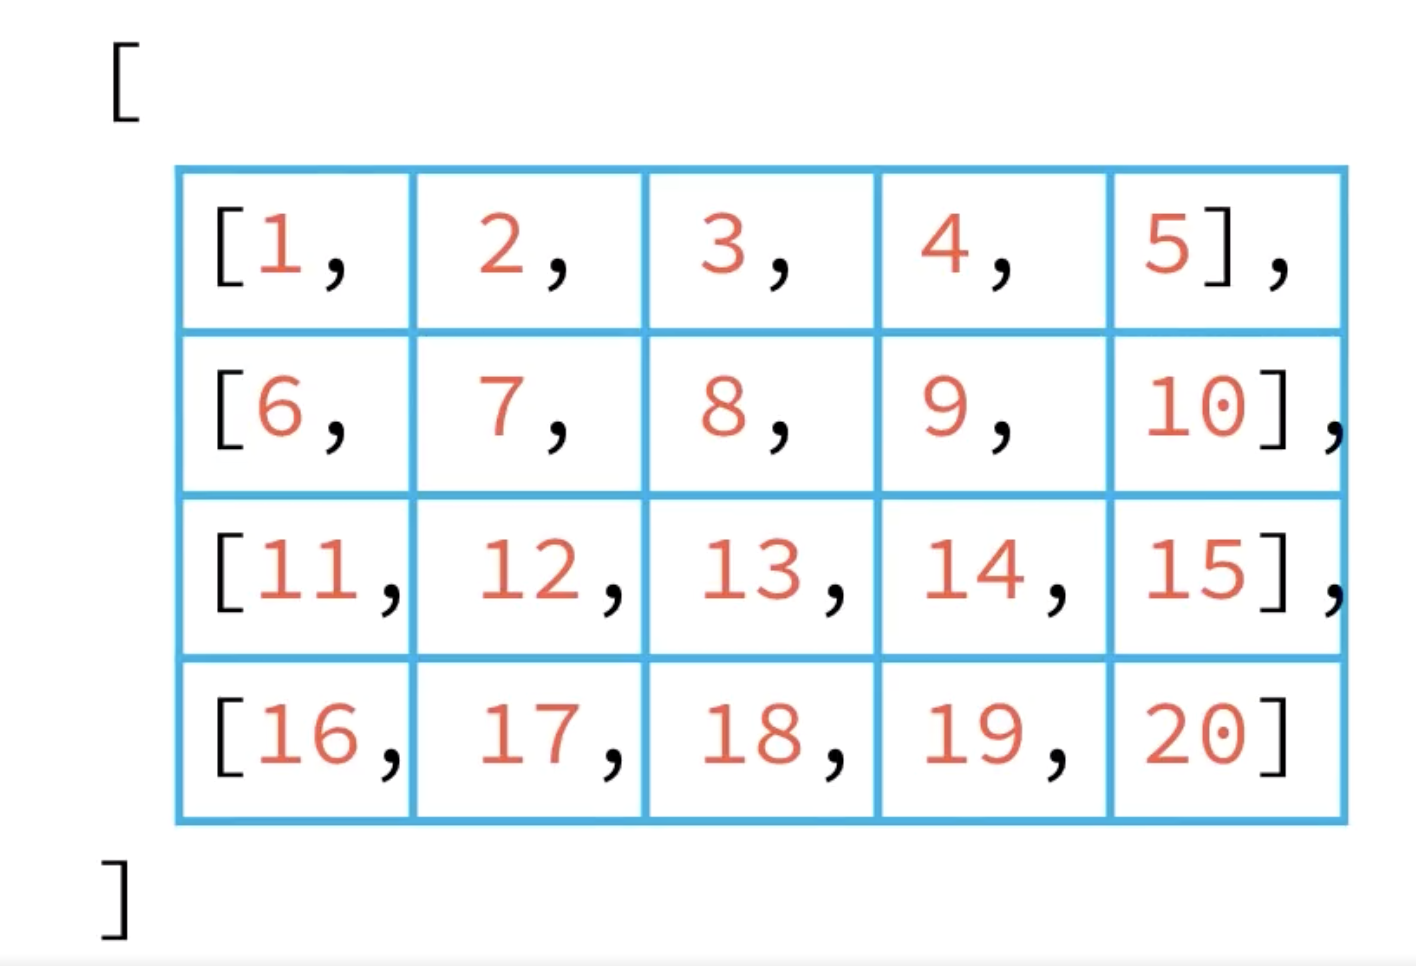 [
[1, 2, 3, 4, 5],
[6, 7, 8, 9, 10],
[11, 12, 13, 14, 15],
[16, 17, 18, 19, 20]
]